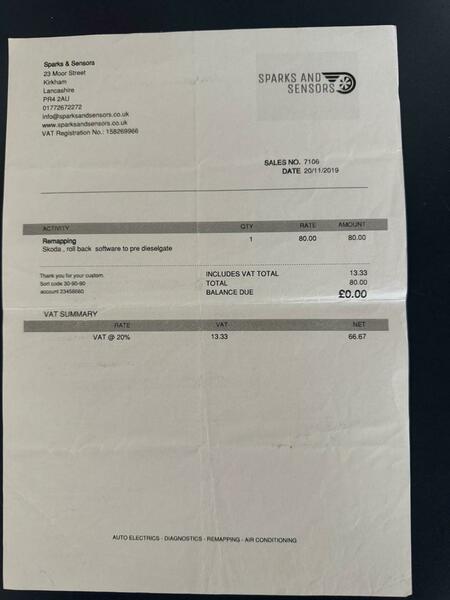 Sparks & Sensors
23 Moor Street
Kirkham
Lancashire
PR4 2AU
01772672272
info@sparksandsensors.co.uk
www.sparksandsensors.co.uk
VAT Registration No.: 158269966
SPARKS AND
SENSORS
SALES NO. 7106
DATE 20/11/2019
ACTIVITY QTY RATE AMOUNT
Remapping 1 80.00 80.00
Skoda , roll back software to pre dieselgate
Thank you for your custom.
Sort code 30-90-90
account 23458660
INCLUDES VAT TOTAL 13.33
TOTAL 80.00
BALANCE DUE £0.00
VAT SUMMARY
RATE VAT NET
VAT @ 20% 13.33 66.67
AUTO ELECTRICS - DIAGNOSTICS - REMAPPING - AIR CONDITIONING